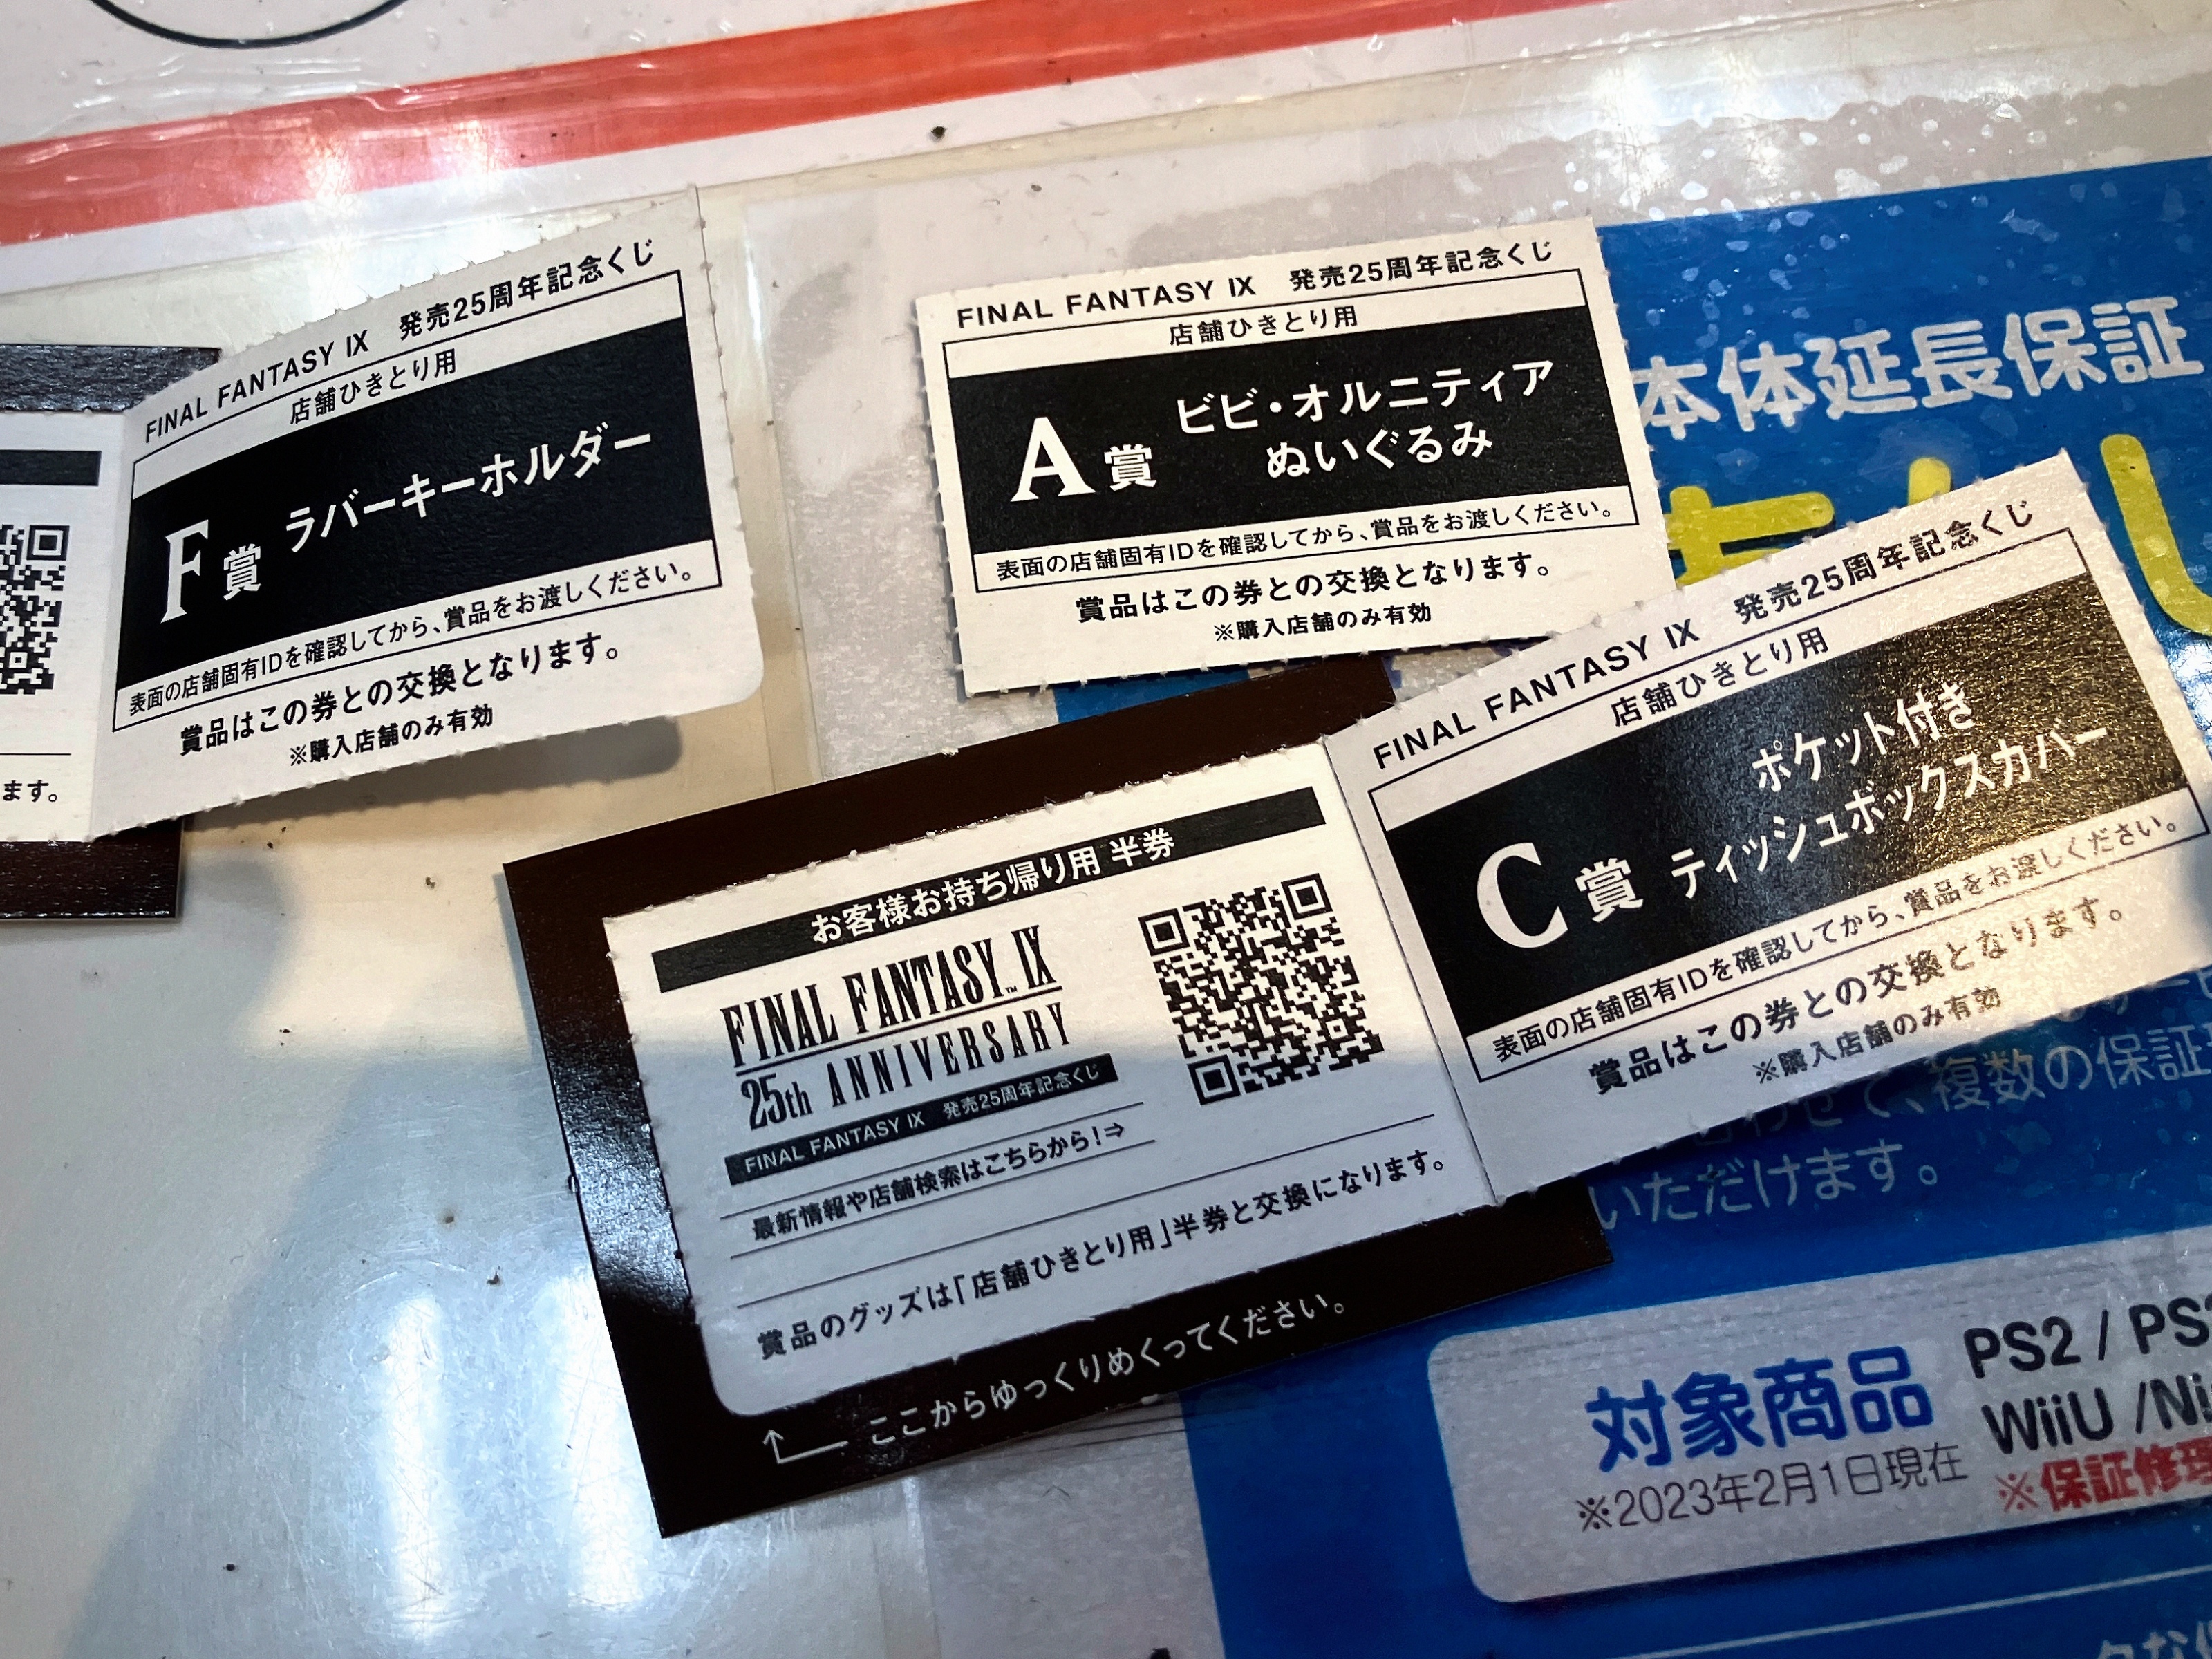 FINAL FANTASY IX 発売25周年記念くじ
店舗ひきとり用
F賞 ラバーキーホルダー
表面の店舗固有IDを確認してから、賞品をお渡しください。
賞品はこの券との交換となります。
※購入店舗のみ有効
ます。
FINAL FANTASY IX 発売25周年記念くじ
店舗ひきとり用
A賞 ビビ・オルニティア
ぬいぐるみ
表面の店舗固有IDを確認してから、賞品をお渡しください。
賞品はこの券との交換となります。
※購入店舗のみ有効
FINAL FANTASY IX 発売25周年記念くじ
店舗ひきとり用
C賞 ポケット付き
ティッシュボックスカバー
表面の店舗固有IDを確認してから、賞品をお渡しください。
賞品はこの券との交換となります。
※購入店舗のみ有効
お客様お持ち帰り用 半券
FINAL FANTASY™ IX
25th ANNIVERSARY
FINAL FANTASY IX 発売25周年記念くじ
最新情報や店舗検索はこちらから!⇒
賞品のグッズは「店舗ひきとり用」半券と交換になります。
ここからゆっくりめくってください。
本体延長保証
複数の保証
いただけます。
対象商品
※2023年2月1日現在
PS2 / PS
WiiU /Ni
※保証修理